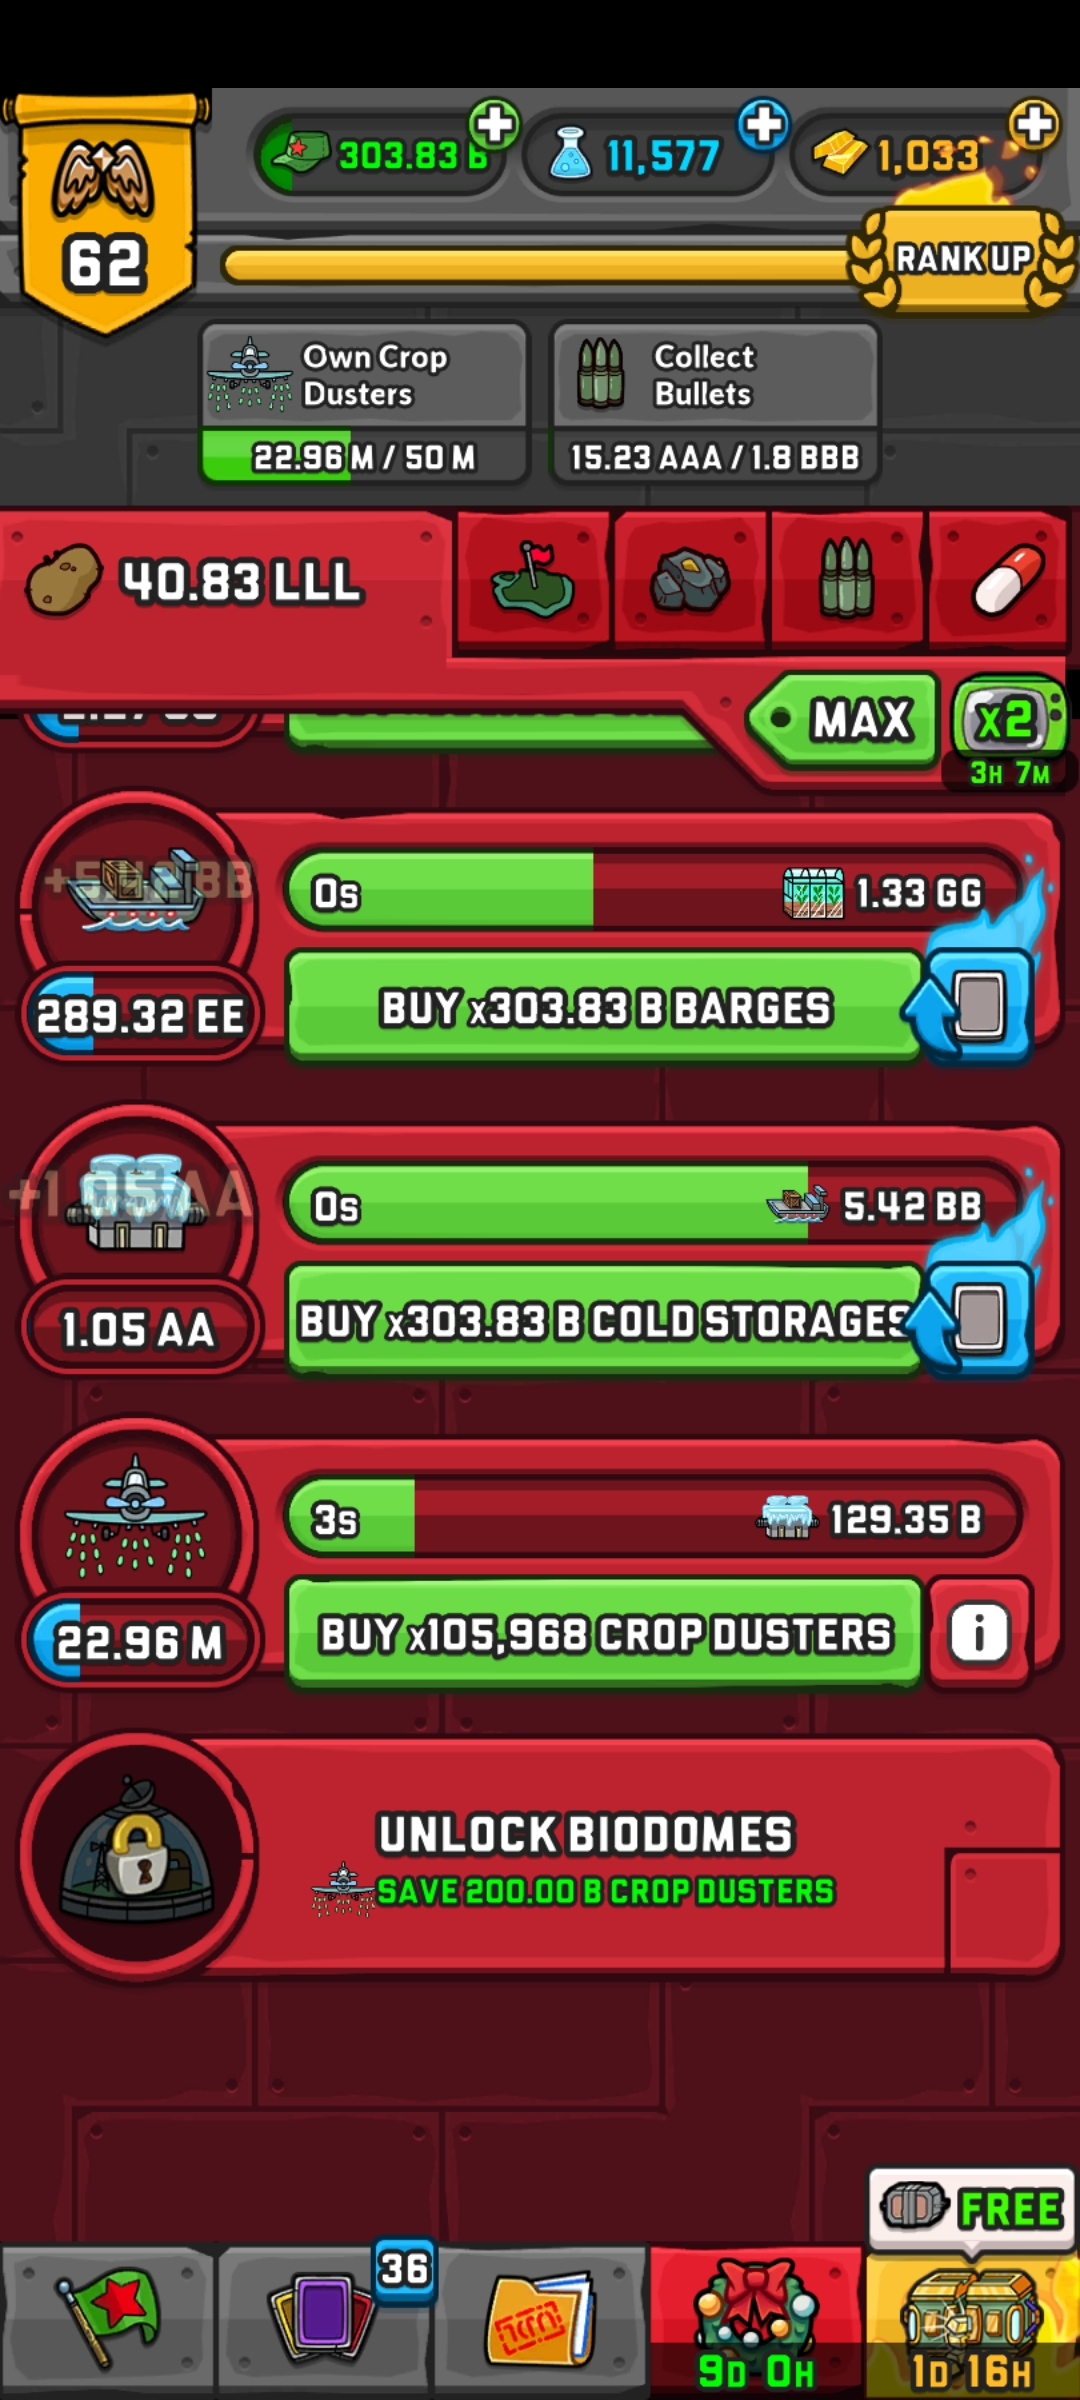 303.83 B
11,577
1,033
62
RANK UP
Own Crop
Dusters
22.96 M / 50 M
Collect
Bullets
15.23 AAA / 1.8 BBB
40.83 LLL
MAX
x2
3H 7M
0s
1.33 GG
289.32 EE
BUY x303.83 B BARGES
+1.05 AA
0s
5.42 BB
1.05 AA
BUY x303.83 B COLD STORAGES
3s
129.35 B
22.96 M
BUY x105,968 CROP DUSTERS
i
UNLOCK BIODOMES
SAVE 200.00 B CROP DUSTERS
FREE
36
9D 0H
1D 16H